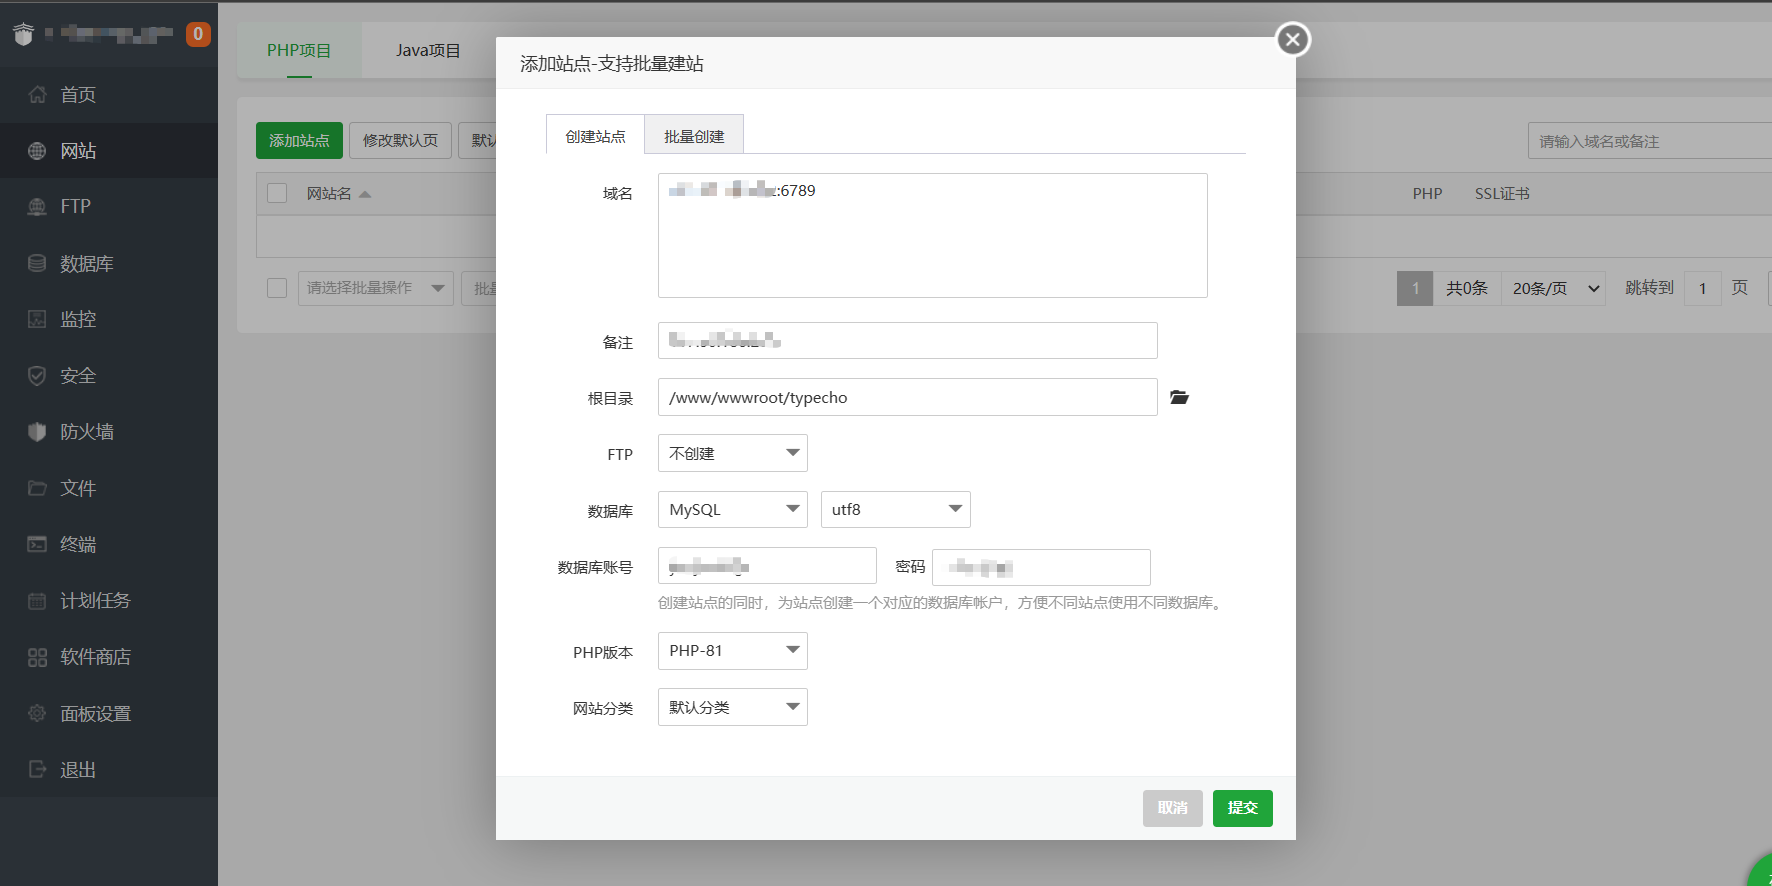 0
首页
网站
FTP
数据库
监控
安全
防火墙
文件
终端
计划任务
软件商店
面板设置
退出
PHP项目
Java项目
添加站点
修改默认页
请输入域名或备注
网站名
PHP
SSL证书
请选择批量操作
1
共0条
20条/页
跳转到
1
页
添加站点-支持批量建站
创建站点
批量创建
域名
:6789
备注
根目录
/www/wwwroot/typecho
FTP
不创建
数据库
MySQL
utf8
数据库账号
密码
创建站点的同时，为站点创建一个对应的数据库帐户，方便不同站点使用不同数据库。
PHP版本
PHP-81
网站分类
默认分类
取消
提交